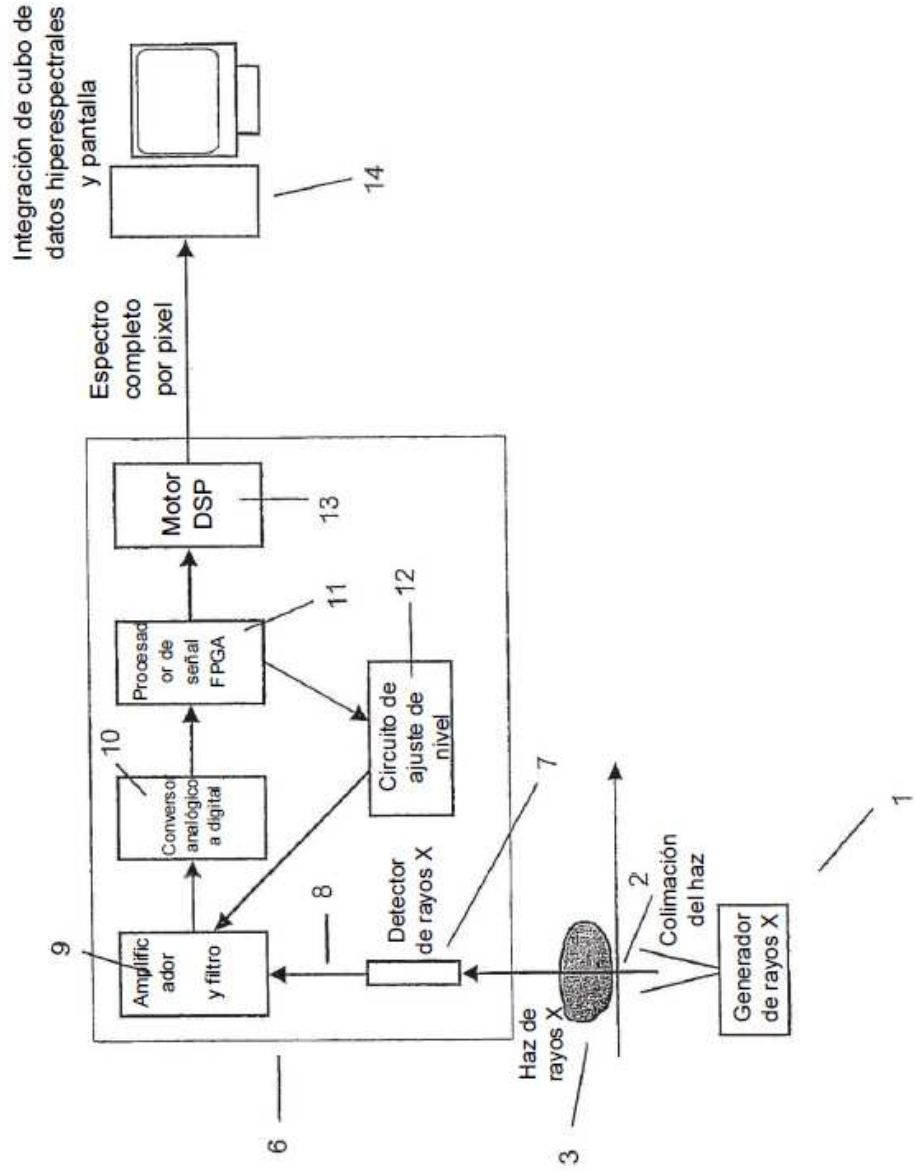 Integración de cubo de
datos hiperespectrales
y pantalla
14
Espectro
completo
por pixel
Motor
DSP
13
Procesad
or de
señal
FPGA
11
10
Conversor
analógico
a digital
12
Circuito de
ajuste de
nivel
9
Amplific
ador
y filtro
8
Detector
de rayos X
7
6
Haz de
rayos X
3
2
Colimación
del haz
Generador
de rayos X
1